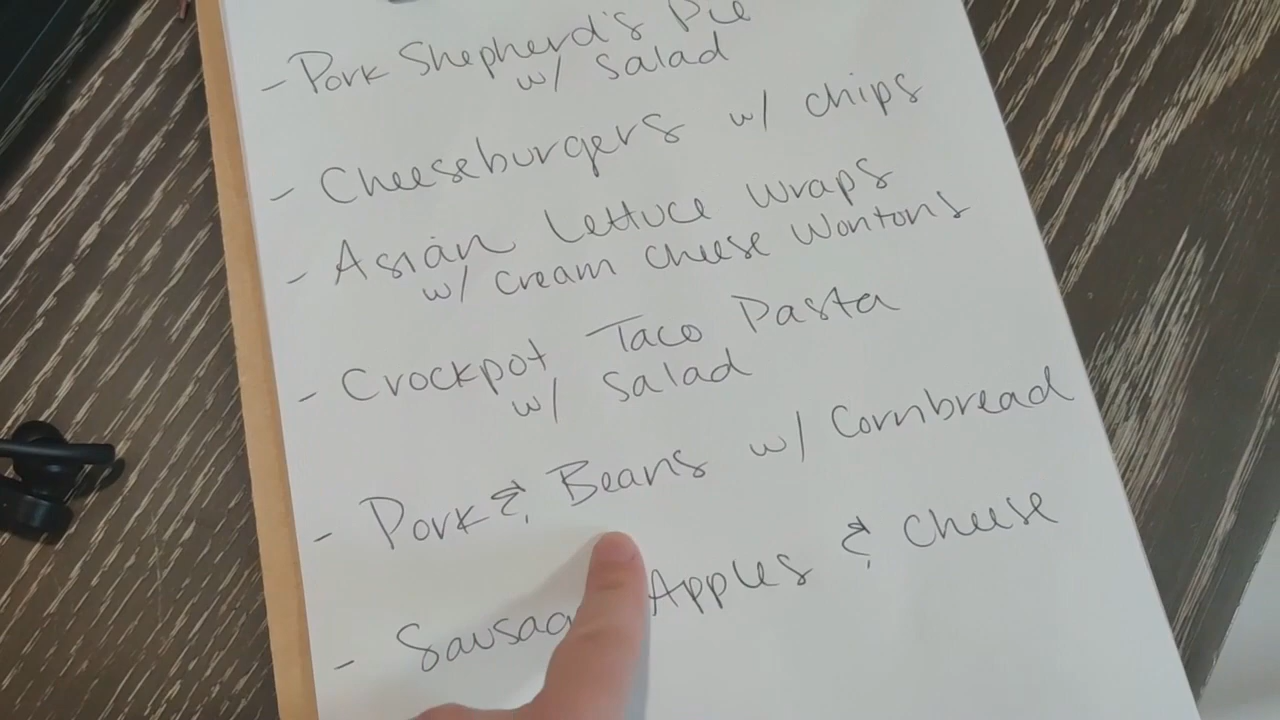 - Pork Shepherd's Pie
w/ Salad
- Cheeseburgers w/ chips
- Asian Lettuce Wraps
w/ Cream Cheese Wontons
- Crockpot Taco Pasta
w/ Salad
- Pork & Beans w/ Cornbread
- Apples & Cheese